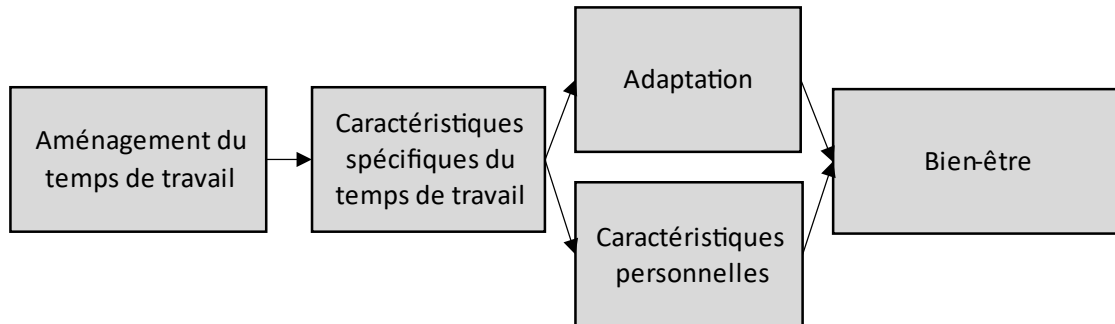 Aménagement du
temps de travail
Caractéristiques
spécifiques du
temps de travail
Adaptation
Caractéristiques
personnelles
Bien-être